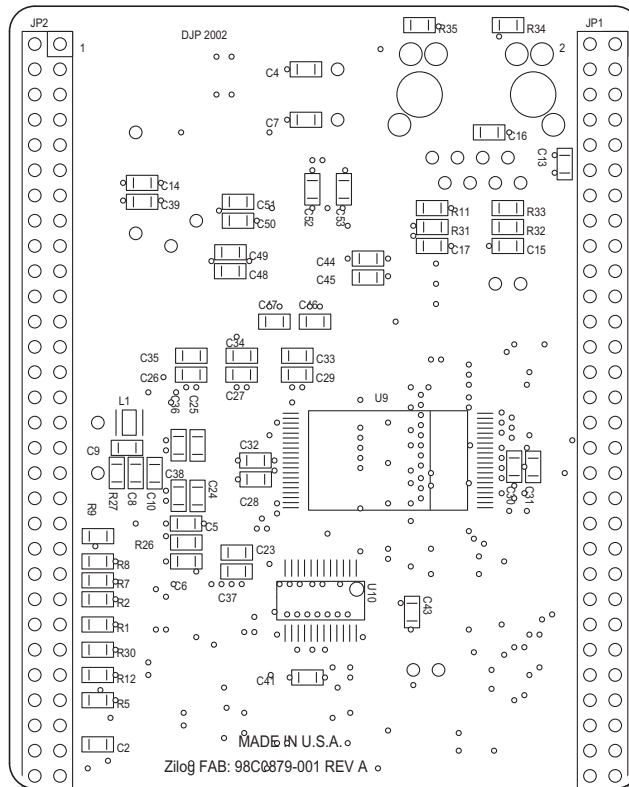 JP2
JP1
R35
R34
1
DJP 2002
2
C4
C7
C16
C13
C14
C39
C51
C50
C52
C53
R11
R33
R31
R32
C17
C15
C49
C48
C44
C45
C47
C46
C34
C35
C33
C26
C27
C29
L1
C36
C25
U9
C9
C32
C38
R27
C8
C10
C24
C28
C30
C31
R9
C5
R26
C23
R8
R7
C6
C37
U10
R2
C43
R1
R30
R12
C41
R5
C2
MADE IN U.S.A.
Zilog FAB: 98C0879-001 REV A